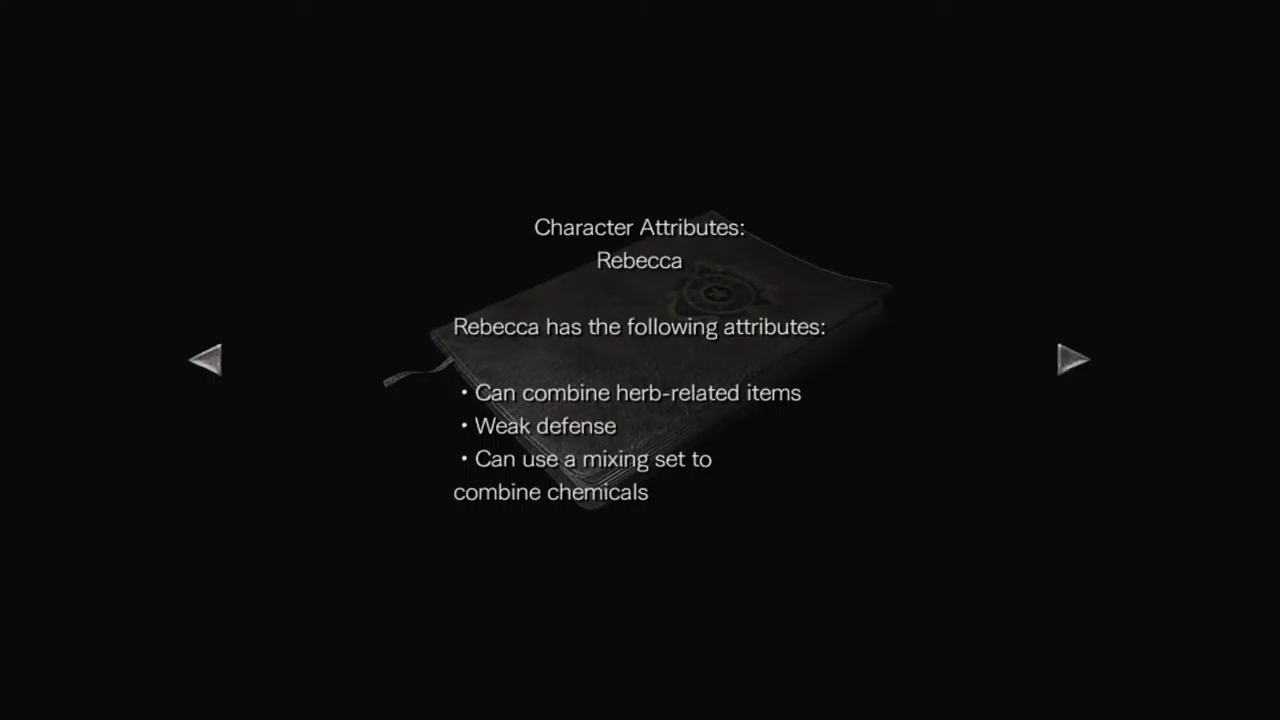 Character Attributes:
Rebecca
Rebecca has the following attributes:
・Can combine herb-related items
・Weak defense
・Can use a mixing set to
combine chemicals